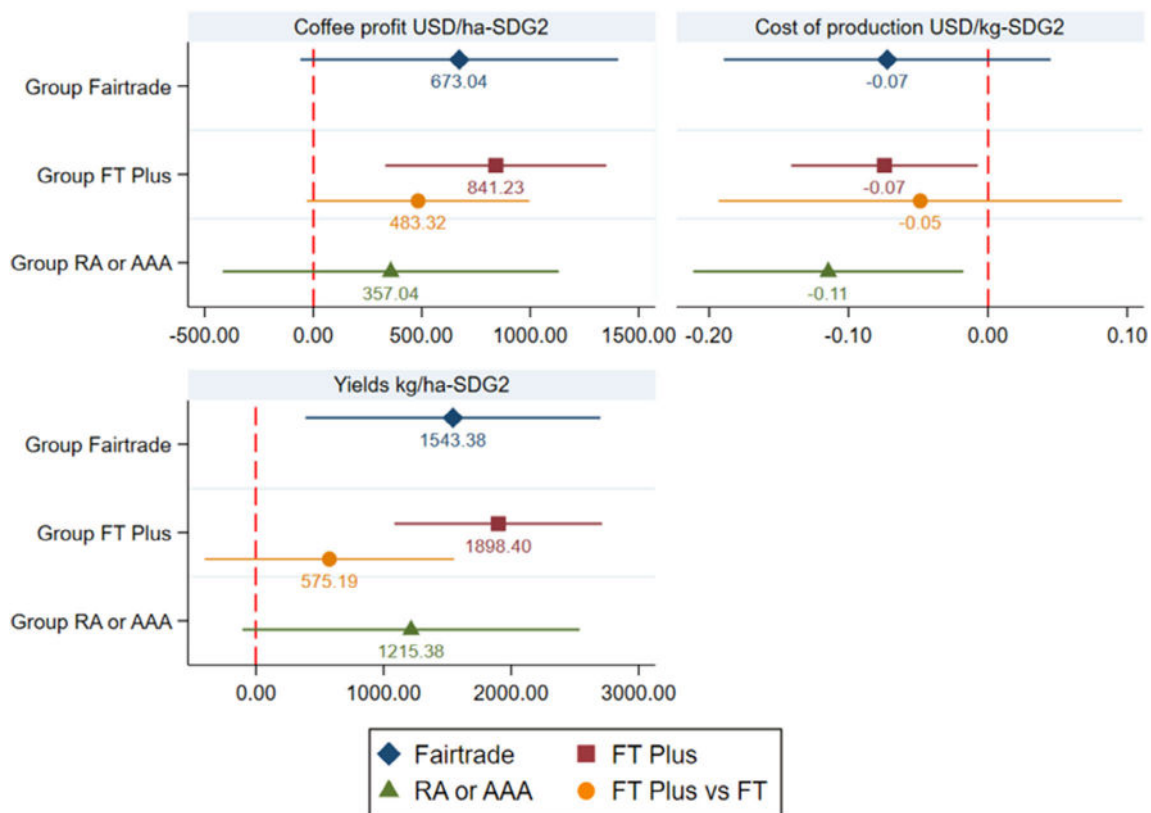 Coffee profit USD/ha-SDG2
Group Fairtrade
673.04
Group FT Plus
841.23
483.32
Group RA or AAA
357.04
-500.00 0.00 500.00 1000.00 1500.00
Cost of production USD/kg-SDG2
-0.07
-0.07
-0.05
-0.11
-0.20 -0.10 0.00 0.10
Yields kg/ha-SDG2
Group Fairtrade
1543.38
Group FT Plus
1898.40
575.19
Group RA or AAA
1215.38
0.00 1000.00 2000.00 3000.00
Fairtrade FT Plus
RA or AAA FT Plus vs FT